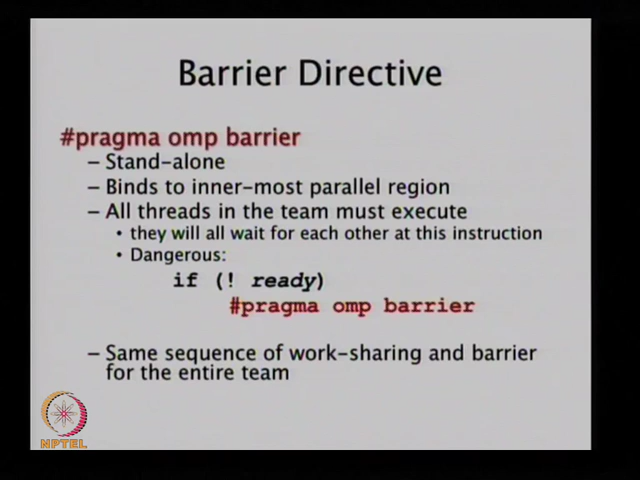 Barrier Directive
#pragma omp barrier
– Stand-alone
– Binds to inner-most parallel region
– All threads in the team must execute
• they will all wait for each other at this instruction
• Dangerous:
if (! ready)
#pragma omp barrier
– Same sequence of work-sharing and barrier
for the entire team
NPTEL